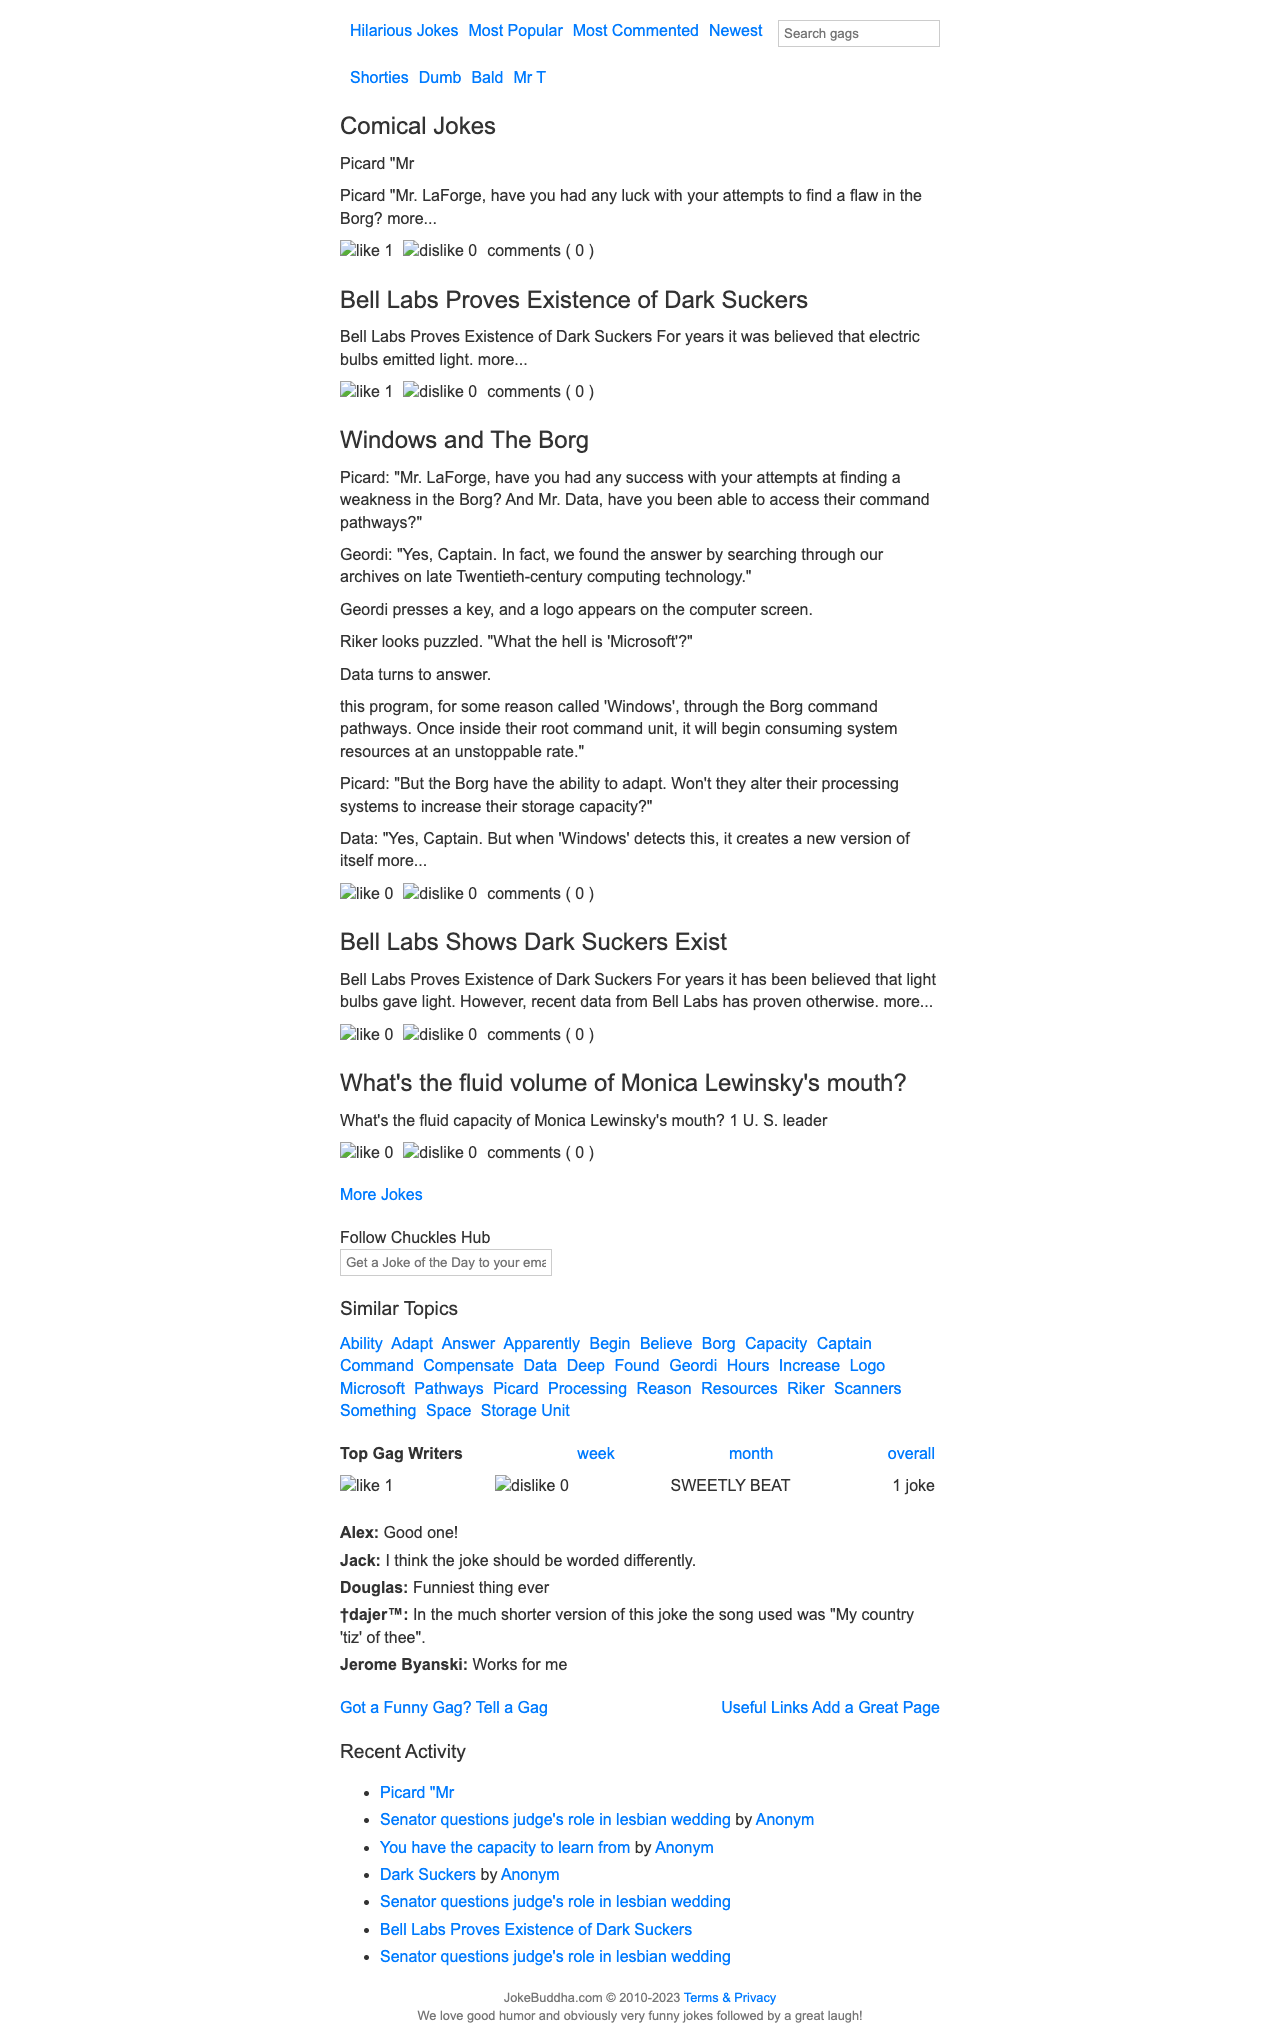 Hilarious Jokes Most Popular Most Commented Newest Search gags
Shorties Dumb Bald Mr T
Comical Jokes
Picard "Mr
Picard "Mr. LaForge, have you had any luck with your attempts to find a flaw in the
Borg? more...
like 1 dislike 0 comments ( 0 )
Bell Labs Proves Existence of Dark Suckers
Bell Labs Proves Existence of Dark Suckers For years it was believed that electric
bulbs emitted light. more...
like 1 dislike 0 comments ( 0 )
Windows and The Borg
Picard: "Mr. LaForge, have you had any success with your attempts at finding a
weakness in the Borg? And Mr. Data, have you been able to access their command
pathways?"
Geordi: "Yes, Captain. In fact, we found the answer by searching through our
archives on late Twentieth-century computing technology."
Geordi presses a key, and a logo appears on the computer screen.
Riker looks puzzled. "What the hell is 'Microsoft'?"
Data turns to answer.
this program, for some reason called 'Windows', through the Borg command
pathways. Once inside their root command unit, it will begin consuming system
resources at an unstoppable rate."
Picard: "But the Borg have the ability to adapt. Won't they alter their processing
systems to increase their storage capacity?"
Data: "Yes, Captain. But when 'Windows' detects this, it creates a new version of
itself more...
like 0 dislike 0 comments ( 0 )
Bell Labs Shows Dark Suckers Exist
Bell Labs Proves Existence of Dark Suckers For years it has been believed that light
bulbs gave light. However, recent data from Bell Labs has proven otherwise. more...
like 0 dislike 0 comments ( 0 )
What's the fluid volume of Monica Lewinsky's mouth?
What's the fluid capacity of Monica Lewinsky's mouth? 1 U. S. leader
like 0 dislike 0 comments ( 0 )
More Jokes
Follow Chuckles Hub
Get a Joke of the Day to your ema
Similar Topics
Ability Adapt Answer Apparently Begin Believe Borg Capacity Captain
Command Compensate Data Deep Found Geordi Hours Increase Logo
Microsoft Pathways Picard Processing Reason Resources Riker Scanners
Something Space Storage Unit
Top Gag Writers week month overall
like 1 dislike 0 SWEETLY BEAT 1 joke
Alex: Good one!
Jack: I think the joke should be worded differently.
Douglas: Funniest thing ever
†dajer™: In the much shorter version of this joke the song used was "My country
'tiz' of thee".
Jerome Byanski: Works for me
Got a Funny Gag? Tell a Gag Useful Links Add a Great Page
Recent Activity
• Picard "Mr
• Senator questions judge's role in lesbian wedding by Anonym
• You have the capacity to learn from by Anonym
• Dark Suckers by Anonym
• Senator questions judge's role in lesbian wedding
• Bell Labs Proves Existence of Dark Suckers
• Senator questions judge's role in lesbian wedding
JokeBuddha.com © 2010-2023 Terms & Privacy
We love good humor and obviously very funny jokes followed by a great laugh!